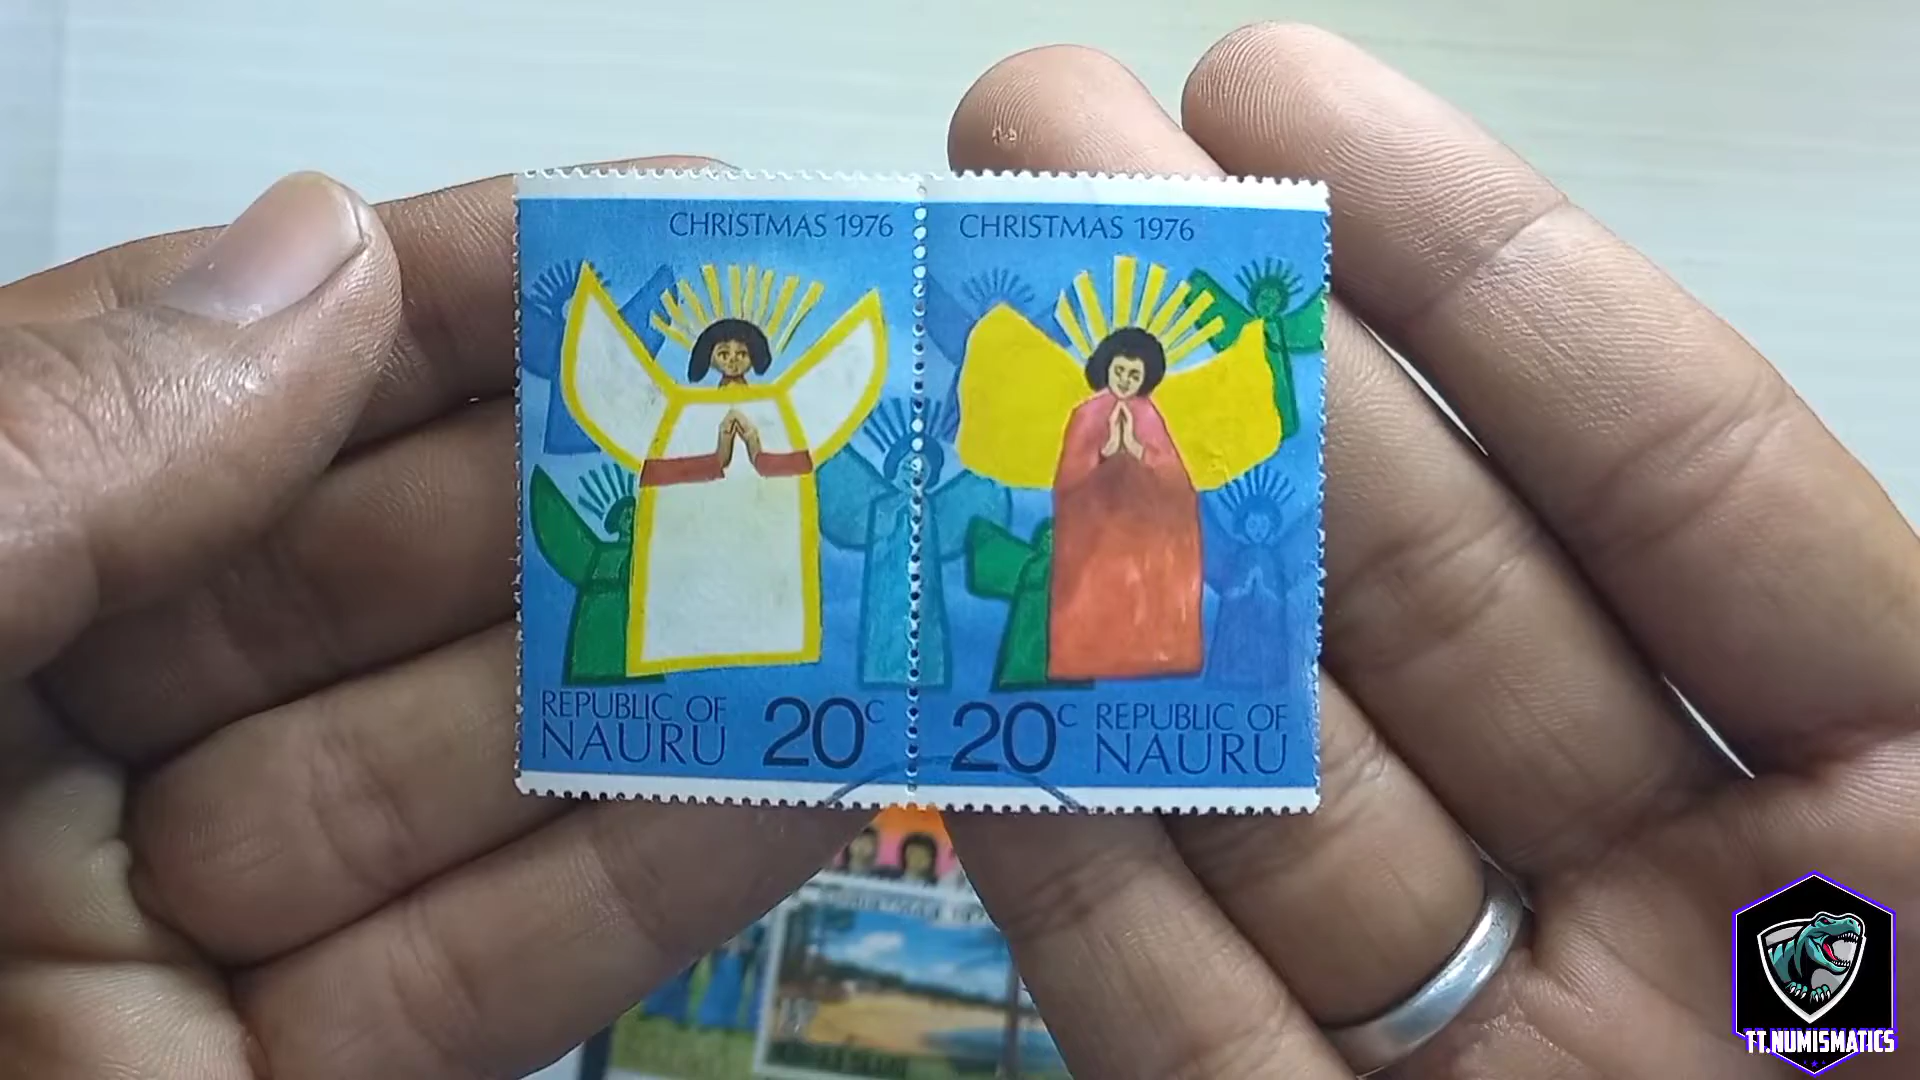 CHRISTMAS 1976
CHRISTMAS 1976
REPUBLIC OF
NAURU
20c
20c
REPUBLIC OF
NAURU
TT.NUMISMATICS